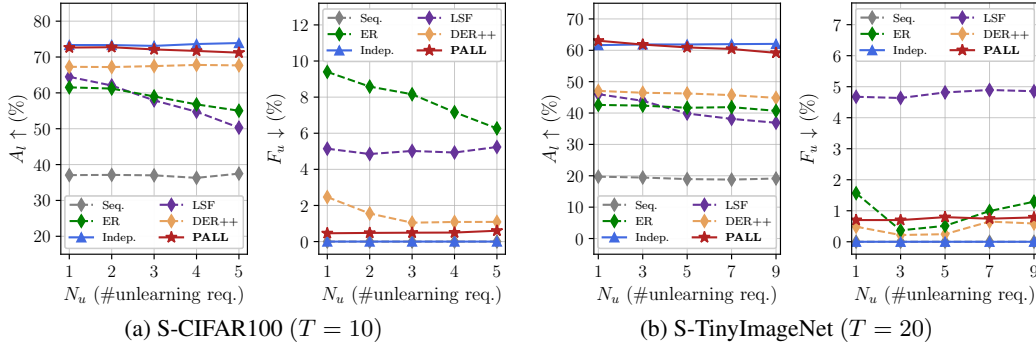 A_l ↑ (%)
80
70
60
50
40
30
20
Seq.
ER
Indep.
LSF
DER++
PALL
1 2 3 4 5
N_u (#unlearning req.)
F_u ↓ (%)
12
10
8
6
4
2
0
Seq.
ER
Indep.
LSF
DER++
PALL
1 2 3 4 5
N_u (#unlearning req.)
(a) S-CIFAR100 (T = 10)
A_l ↑ (%)
70
60
50
40
30
20
10
0
Seq.
ER
Indep.
LSF
DER++
PALL
1 3 5 7 9
N_u (#unlearning req.)
F_u ↓ (%)
7
6
5
4
3
2
1
0
Seq.
ER
Indep.
LSF
DER++
PALL
1 3 5 7 9
N_u (#unlearning req.)
(b) S-TinyImageNet (T = 20)